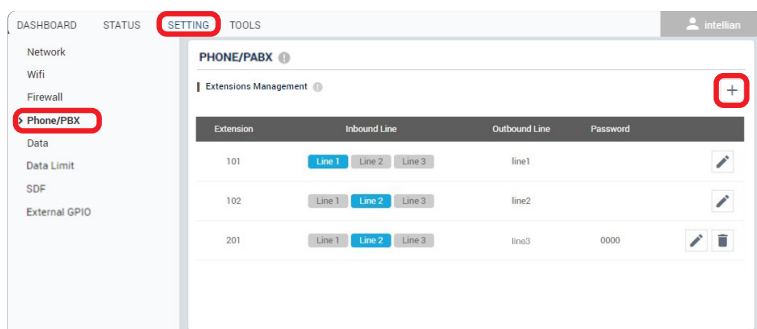 DASHBOARD STATUS SETTING TOOLS intellian
Network
Wifi
Firewall
Phone/PBX
Data
Data Limit
SDF
External GPIO
PHONE/PABX
Extensions Management
Extension Inbound Line Outbound Line Password
101 Line 1 Line 2 Line 3 line1
102 Line 1 Line 2 Line 3 line2
201 Line 1 Line 2 Line 3 line3 0000